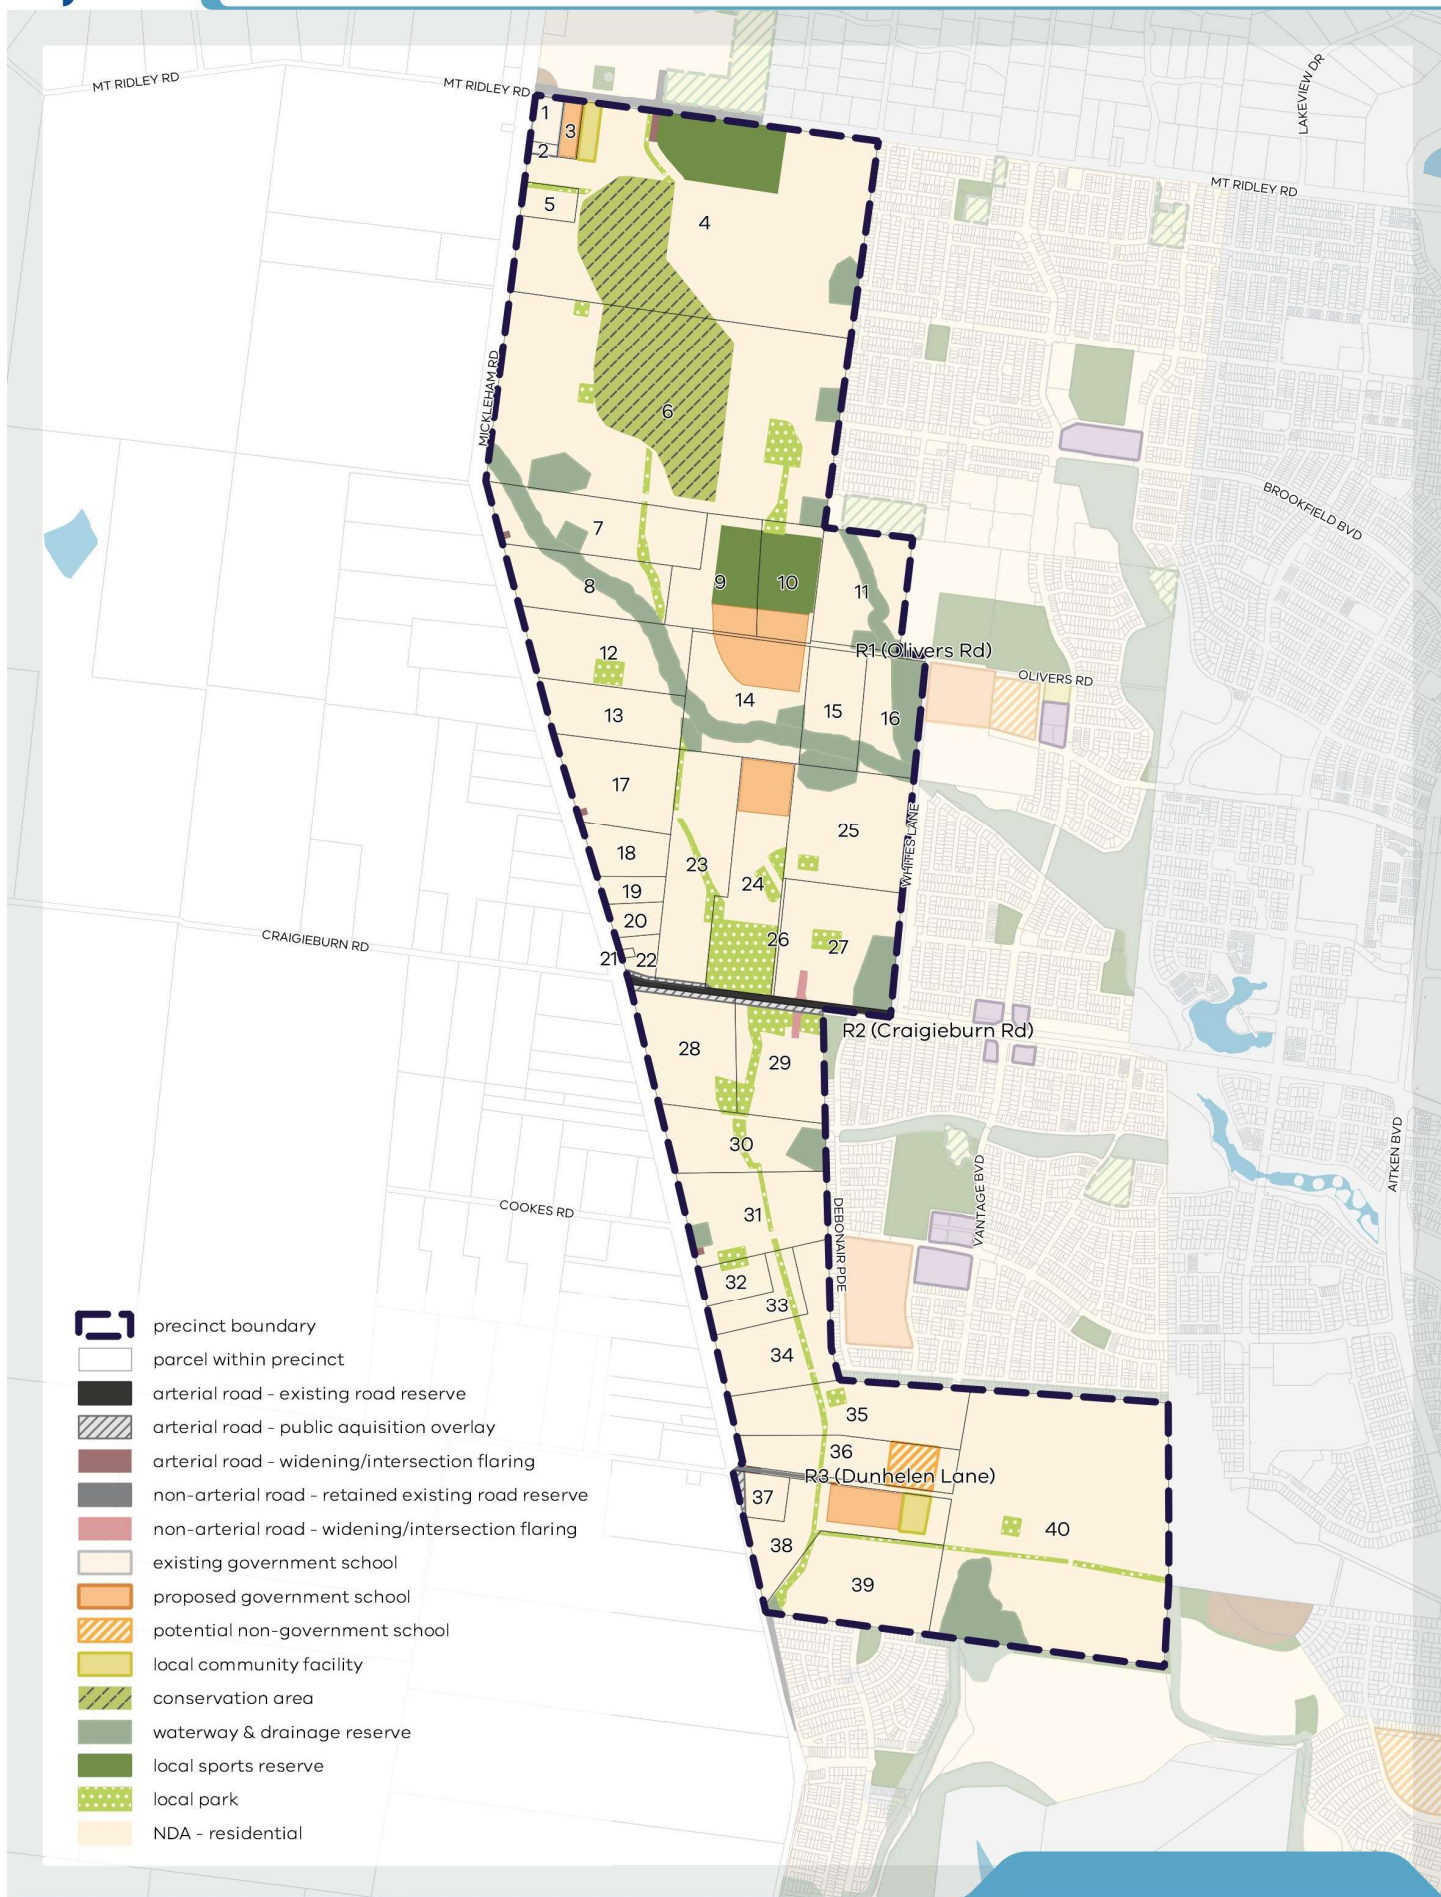 MT RIDLEY RD
MT RIDLEY RD
LAKEVIEW DR
MT RIDLEY RD
1
3
2
5
4
MICKLEHAM RD
6
BROOKFIELD BVD
7
8
9
10
11
R1 (Olivers Rd)
OLIVERS RD
12
13
14
15
16
17
WHITES LANE
25
18
23
24
19
20
26
27
CRAIGIEBURN RD
21
22
R2 (Craigieburn Rd)
28
29
30
AITKEN BVD
VANTAGE BVD
COOKES RD
31
DEBONAIR PDE
32
33
34
35
36
R3 (Dunhelen Lane)
37
40
38
39
precinct boundary
parcel within precinct
arterial road - existing road reserve
arterial road - public aquisition overlay
arterial road - widening/intersection flaring
non-arterial road - retained existing road reserve
non-arterial road - widening/intersection flaring
existing government school
proposed government school
potential non-government school
local community facility
conservation area
waterway & drainage reserve
local sports reserve
local park
NDA - residential